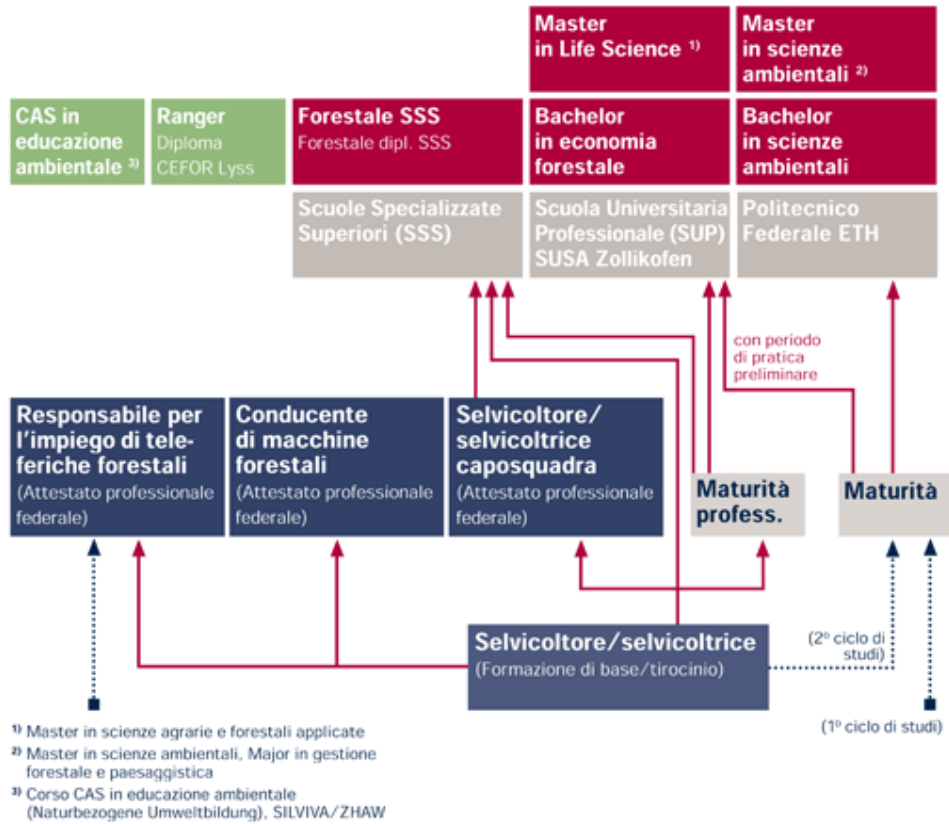 Master
in Life Science ¹⁾
Master
in scienze
ambientali ²⁾
CAS in
educazione
ambientale ³⁾
Ranger
Diploma
CEFOR Lyss
Forestale SSS
Forestale dipl. SSS
Bachelor
in economia
forestale
Bachelor
in scienze
ambientali
Scuole Specializzate
Superiori (SSS)
Scuola Universitaria
Professionale (SUP)
SUSA Zollikofen
Politecnico
Federale ETH
con periodo
di pratica
preliminare
Responsabile per
l'impiego di tele-
feriche forestali
(Attestato professionale
federale)
Conducente
di macchine
forestali
(Attestato professionale
federale)
Selvicoltore/
selvicoltrice
caposquadra
(Attestato professionale
federale)
Maturità
profess.
Maturità
Selvicoltore/selvicoltrice
(Formazione di base/tirocinio)
(2º ciclo di
studi)
(1º ciclo di studi)
¹⁾ Master in scienze agrarie e forestali applicate
²⁾ Master in scienze ambientali, Major in gestione
forestale e paesaggistica
³⁾ Corso CAS in educazione ambientale
(Naturbezogene Umweltbildung), SILVIVA/ZHAW